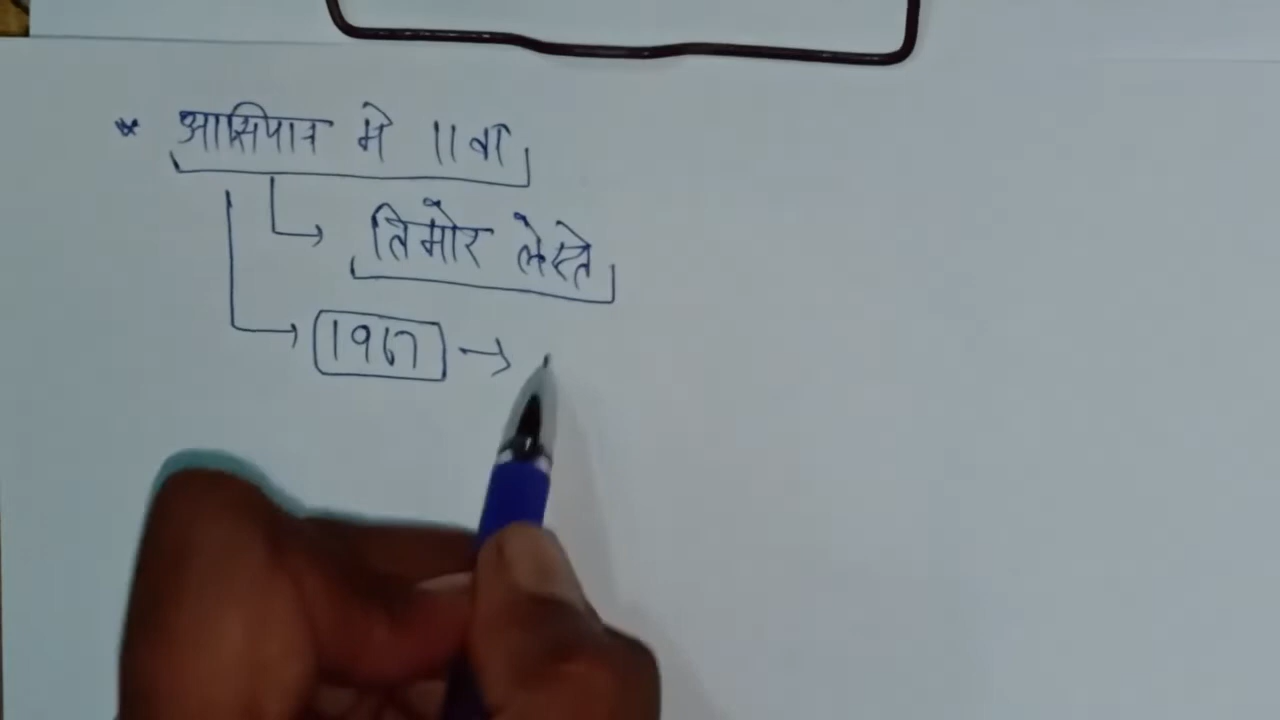 * आसियान मे 11वा
→ तिमोर लेस्ते
→ 1967 →